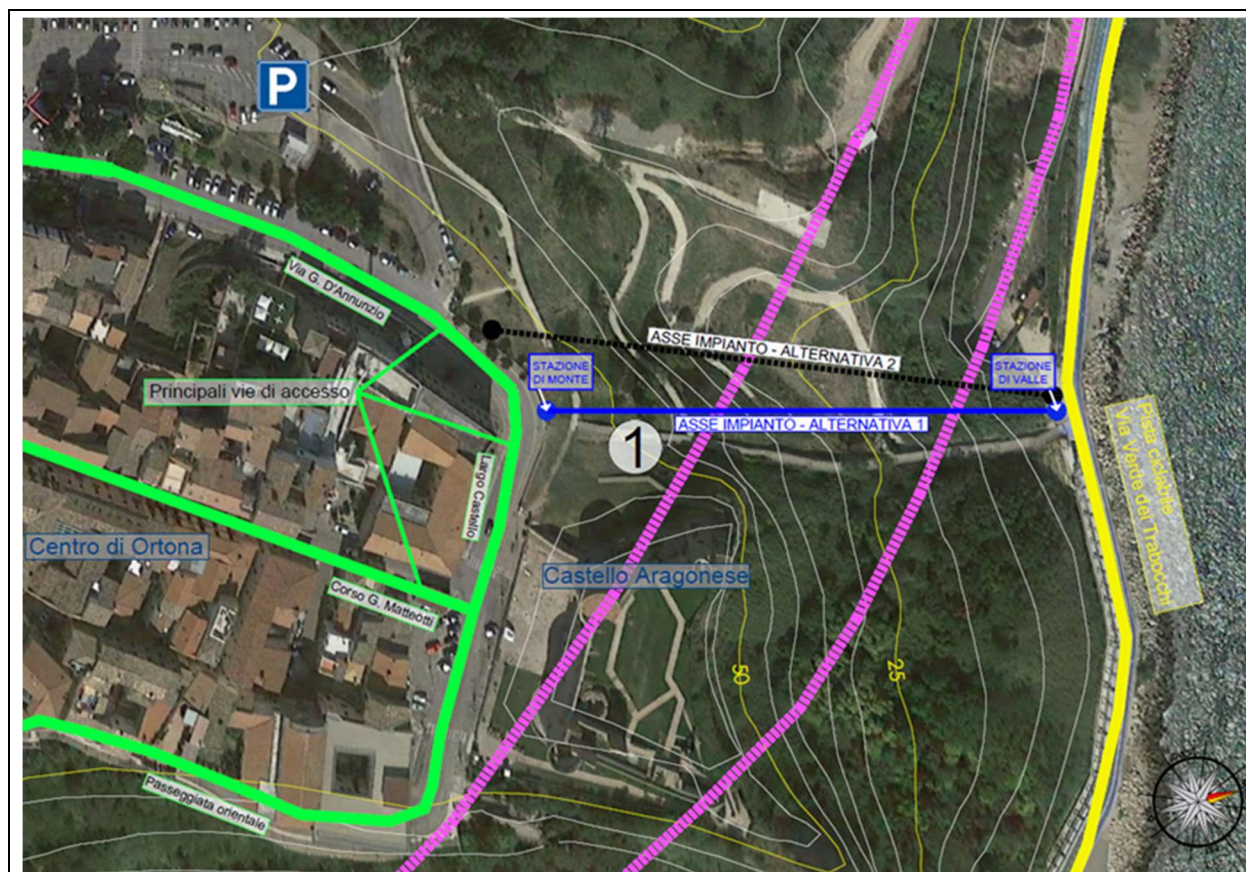 P
Via G. D'Annunzio
ASSE IMPIANTO - ALTERNATIVA 2
STAZIONE
DI MONTE
STAZIONE
DI VALLE
Principali vie di accesso
ASSE IMPIANTO - ALTERNATIVA 1
1
Pista ciclabile
Via Verde dei Trabocchi
Largo Castello
Centro di Ortona
Castello Aragonese
Corso G. Matteotti
50
25
Passeggiata orientale